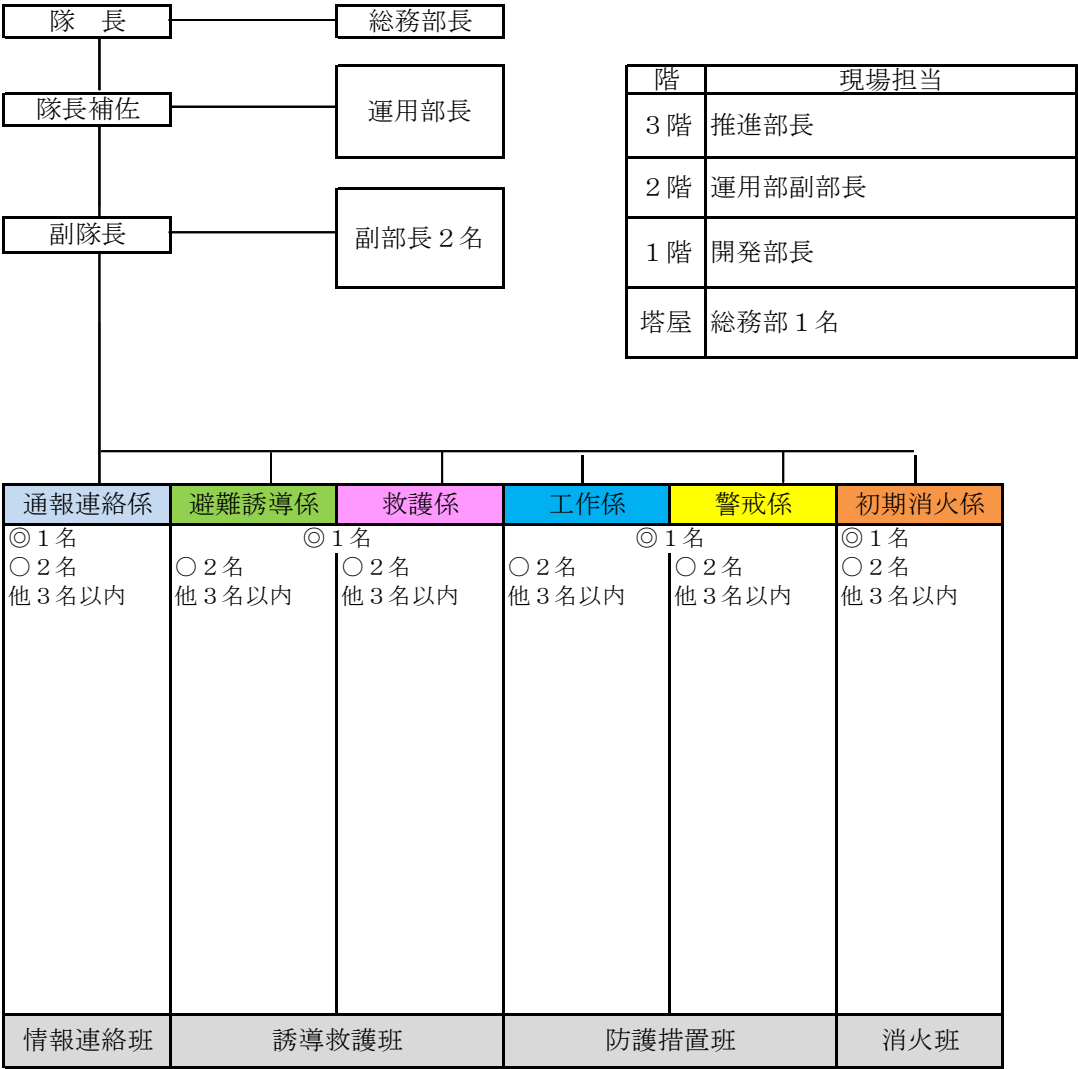 隊　長
総務部長
隊長補佐
運用部長
副隊長
副部長２名
階 現場担当
３階 推進部長
２階 運用部副部長
１階 開発部長
塔屋 総務部１名
通報連絡係 避難誘導係 救護係 工作係 警戒係 初期消火係
◎１名 ◎１名 ◎１名 ◎１名
○２名 ○２名 ○２名 ○２名 ○２名 ○２名
他３名以内 他３名以内 他３名以内 他３名以内 他３名以内 他３名以内
情報連絡班 誘導救護班 防護措置班 消火班